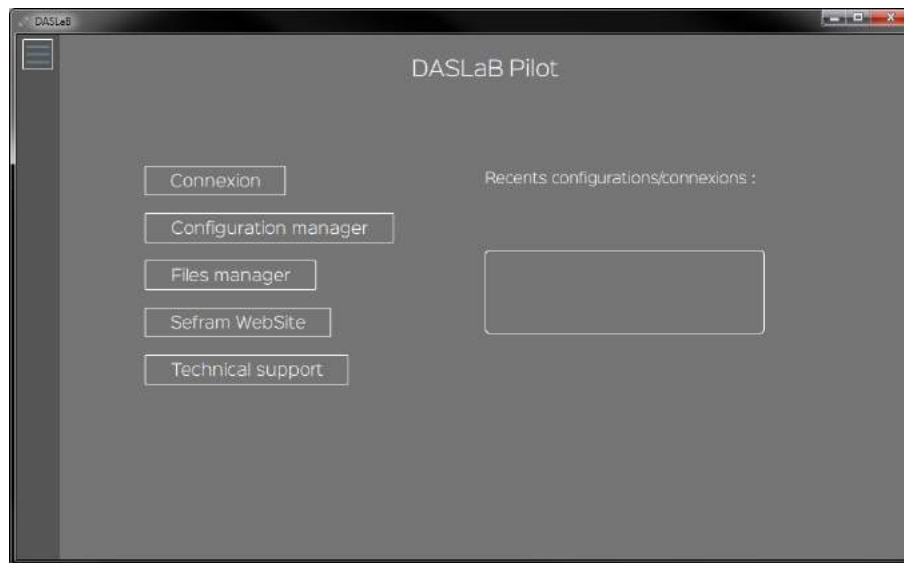 DASLaB
DASLaB Pilot
Connexion
Recents configurations/connexions :
Configuration manager
Files manager
Sefram WebSite
Technical support